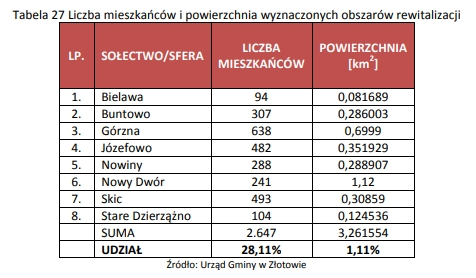 Tabela 27 Liczba mieszkańców i powierzchnia wyznaczonych obszarów rewitalizacji
LP. SOŁECTWO/SFERA LICZBA MIESZKAŃCÓW POWIERZCHNIA [km²]
1. Bielawa 94 0,081689
2. Buntowo 307 0,286003
3. Górzna 638 0,6999
4. Józefowo 482 0,351929
5. Nowiny 288 0,288907
6. Nowy Dwór 241 1,12
7. Skic 493 0,30859
8. Stare Dzierzążno 104 0,124536
SUMA 2.647 3,261554
UDZIAŁ 28,11% 1,11%
Źródło: Urząd Gminy w Złotowie